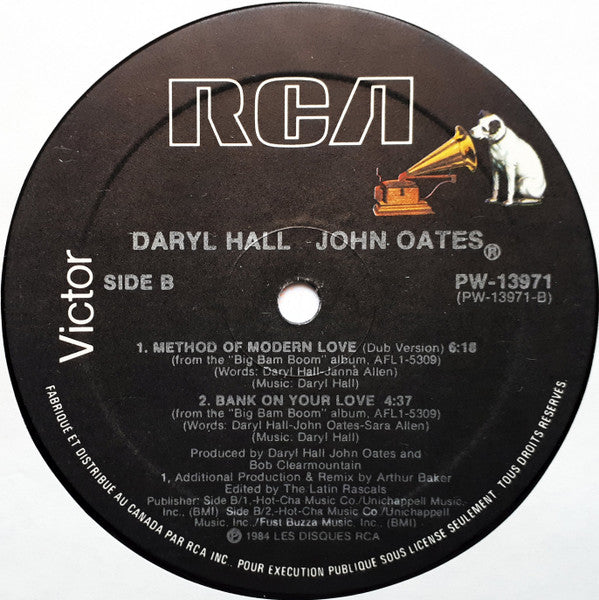 RCA
Victor
DARYL HALL JOHN OATES®
SIDE B
PW-13971
(PW-13971-B)
1. METHOD OF MODERN LOVE (Dub Version) 6:18
(from the "Big Bam Boom" album, AFL1-5309)
(Words: Daryl Hall-Janna Allen)
(Music: Daryl Hall)
2. BANK ON YOUR LOVE 4:37
(from the "Big Bam Boom" album, AFL1-5309)
(Words: Daryl Hall-John Oates-Sara Allen)
(Music: Daryl Hall)
Produced by Daryl Hall John Oates and
Bob Clearmountain
1, Additional Production & Remix by Arthur Baker
Edited by The Latin Rascals
Publisher: Side B/1,-Hot-Cha Music Co./Unichappell Music-
Inc., (BMI) Side B/2,-Hot-Cha Music Co/Unichappell
Music. Inc./Fust Buzza Music, Inc. (BMI)
℗ 1984 LES DISQUES RCA
FABRIQUE ET DISTRIBUE AU CANADA PAR RCA INC. POUR EXECUTION PUBLIQUE SOUS LICENCE SEULEMENT. TOUS DROITS RESERVES.